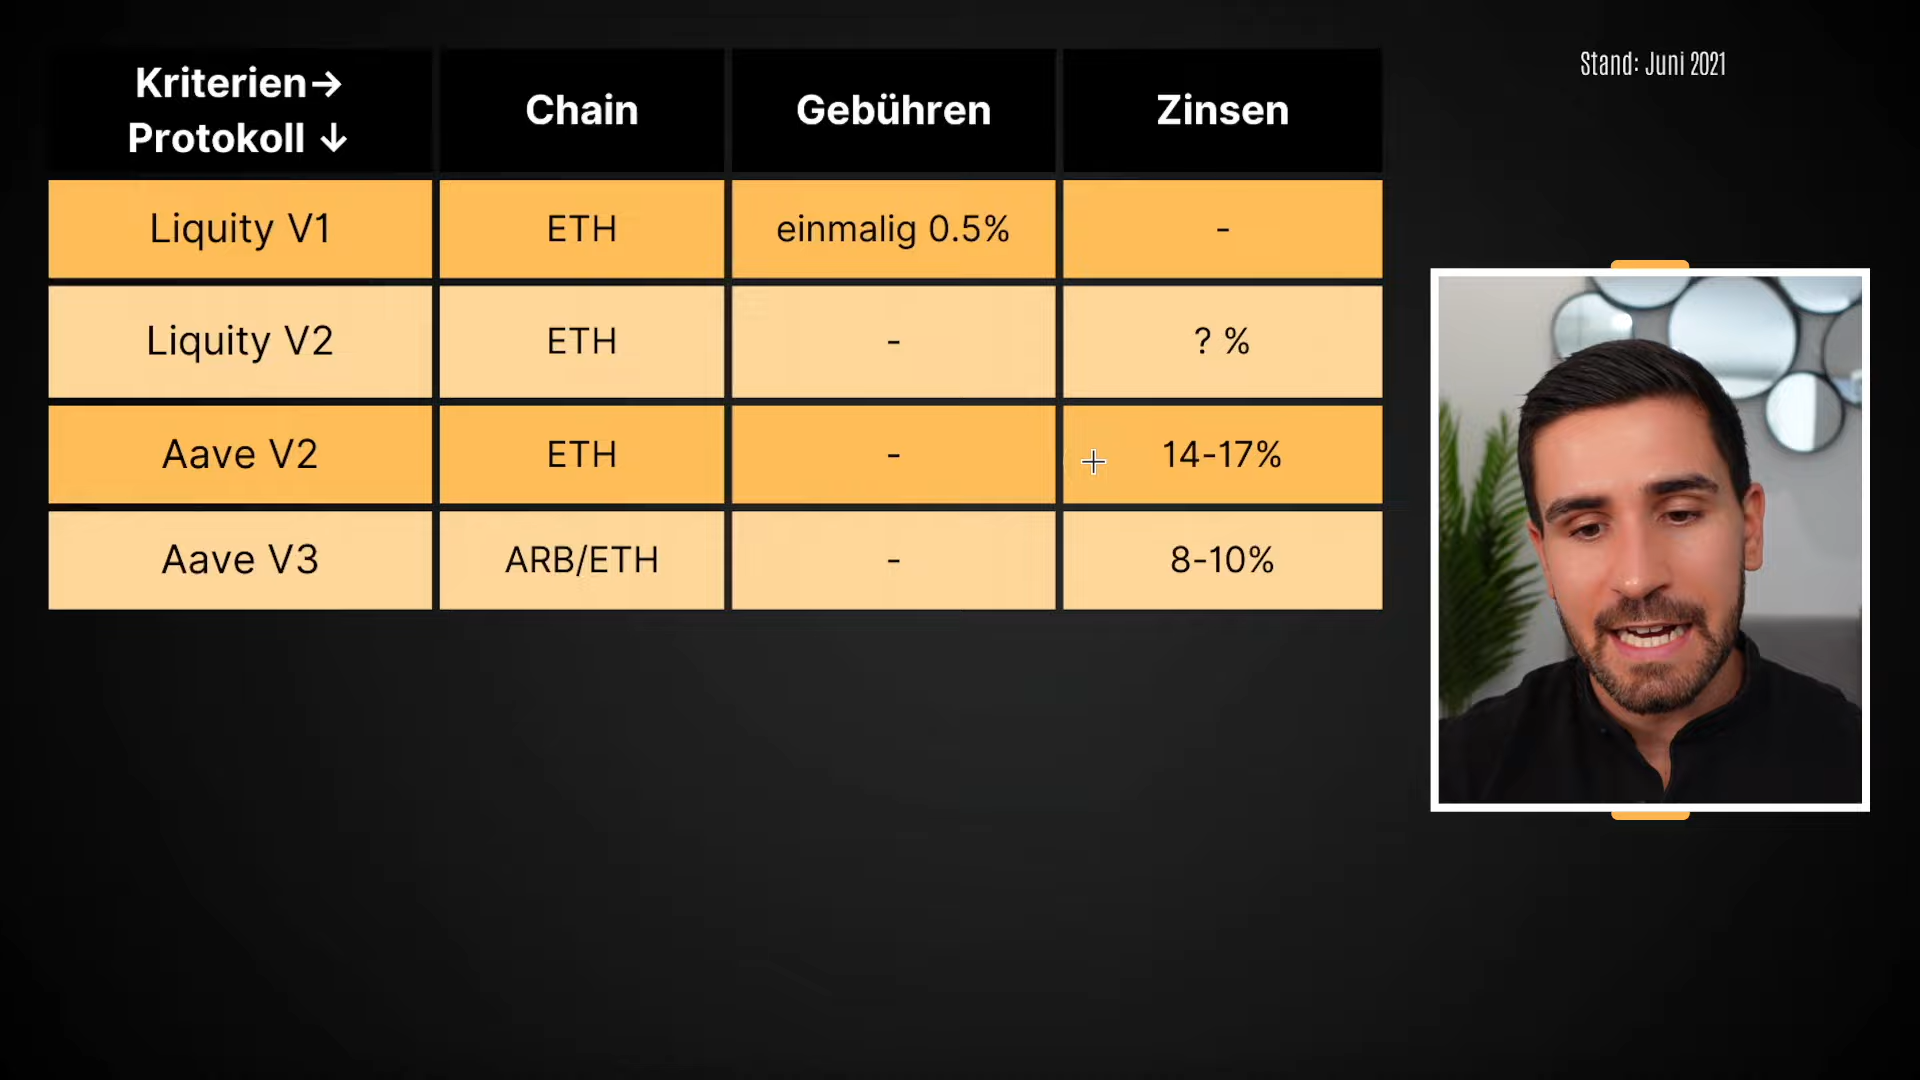 Stand: Juni 2021
Kriterien→ Chain Gebühren Zinsen
Protokoll ↓
Liquity V1 ETH einmalig 0.5% -
Liquity V2 ETH - ? %
Aave V2 ETH - 14-17%
Aave V3 ARB/ETH - 8-10%